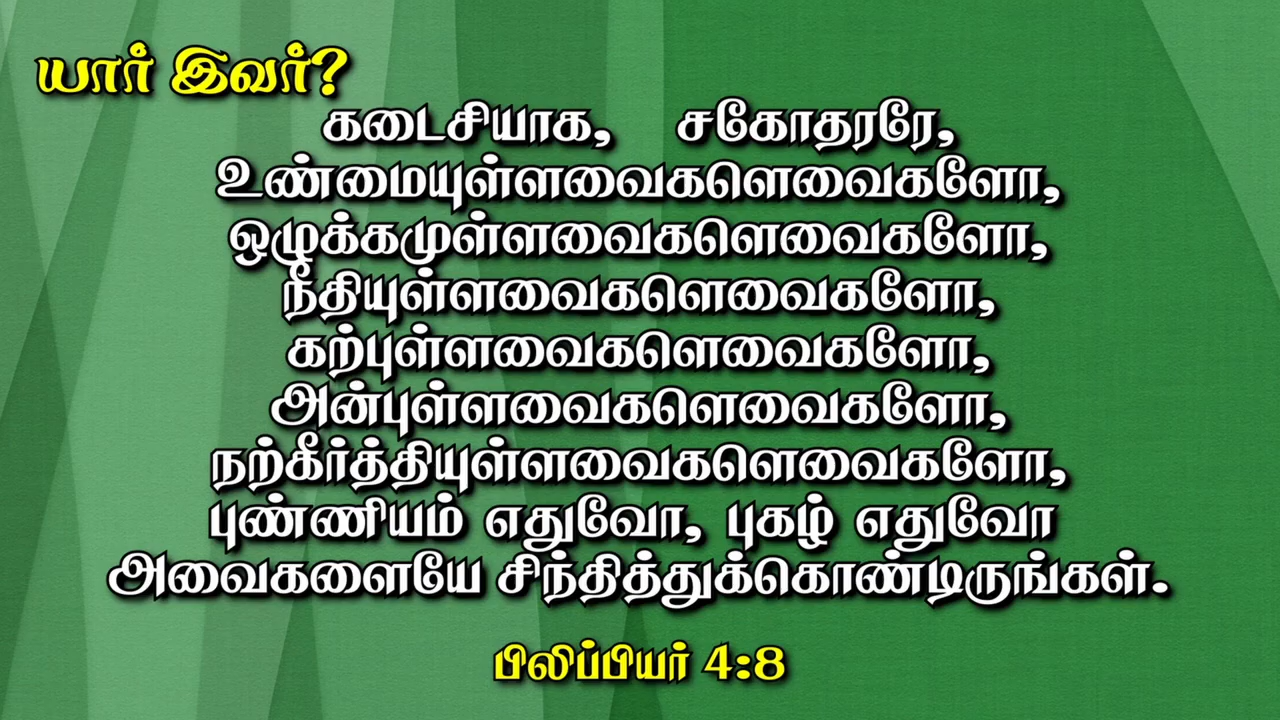 யார் இவர்?
கடைசியாக, சகோதரரே,
உண்மையுள்ளவைகளெவைகளோ,
ஒழுக்கமுள்ளவைகளெவைகளோ,
நீதியுள்ளவைகளெவைகளோ,
கற்புள்ளவைகளெவைகளோ,
அன்புள்ளவைகளெவைகளோ,
நற்கீர்த்தியுள்ளவைகளெவைகளோ,
புண்ணியம் எதுவோ, புகழ் எதுவோ
அவைகளையே சிந்தித்துக்கொண்டிருங்கள்.
பிலிப்பியர் 4:8